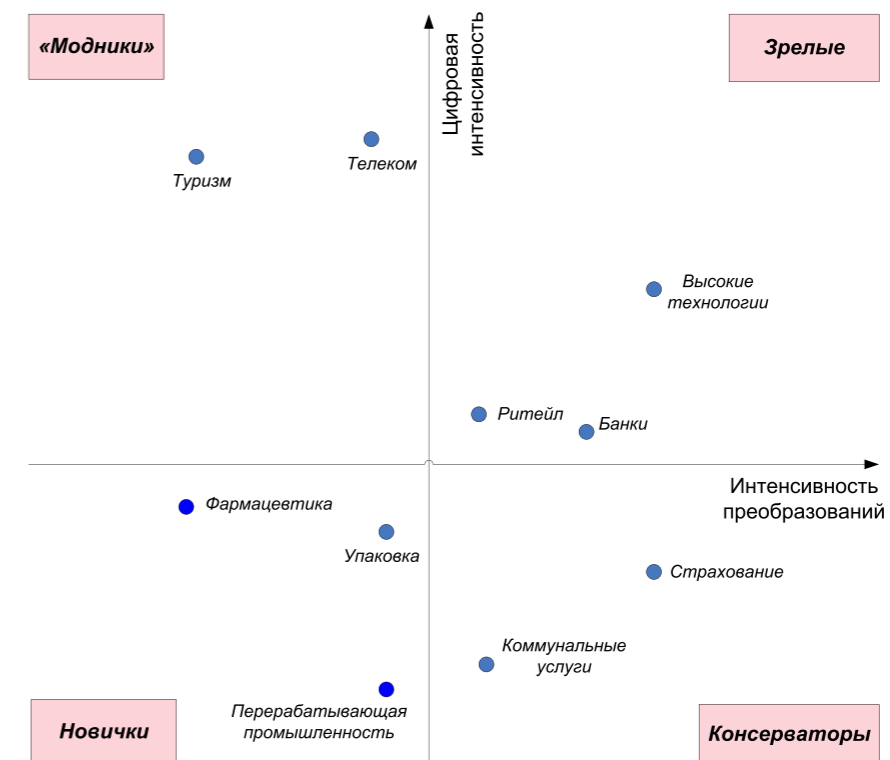 «Модники»
Цифровая
интенсивность
Зрелые
Туризм
Телеком
Высокие
технологии
Ритейл
Банки
Интенсивность
преобразований
Фармацевтика
Упаковка
Страхование
Коммунальные
услуги
Перерабатывающая
промышленность
Новички
Консерваторы